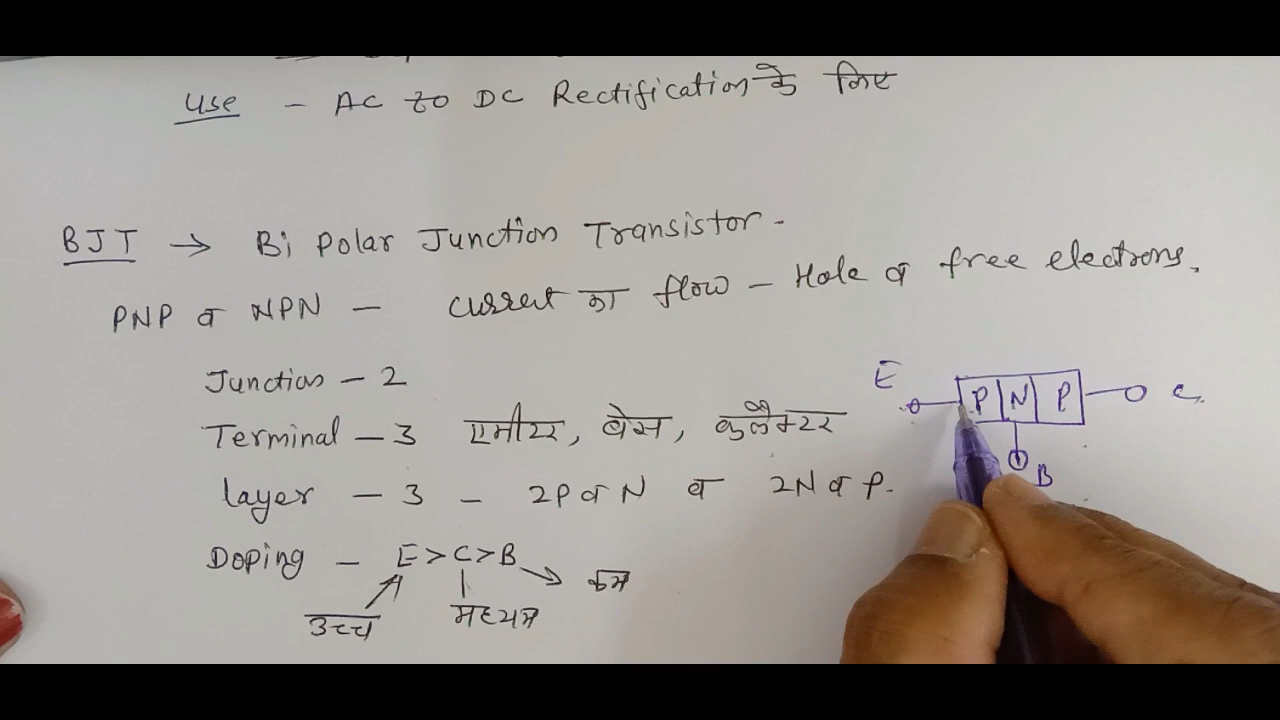 Use - AC to DC Rectification के लिए
BJT → Bi Polar Junction Transistor -
PNP व NPN - Current का flow - Hole व free electrons.
Junction - 2
Terminal - 3 एमीटर, बेस, कुलैक्टर
layer - 3 - 2P व N व 2N व P.
Doping - E > C > B → कम
उच्च मध्यम
E P N P C
B